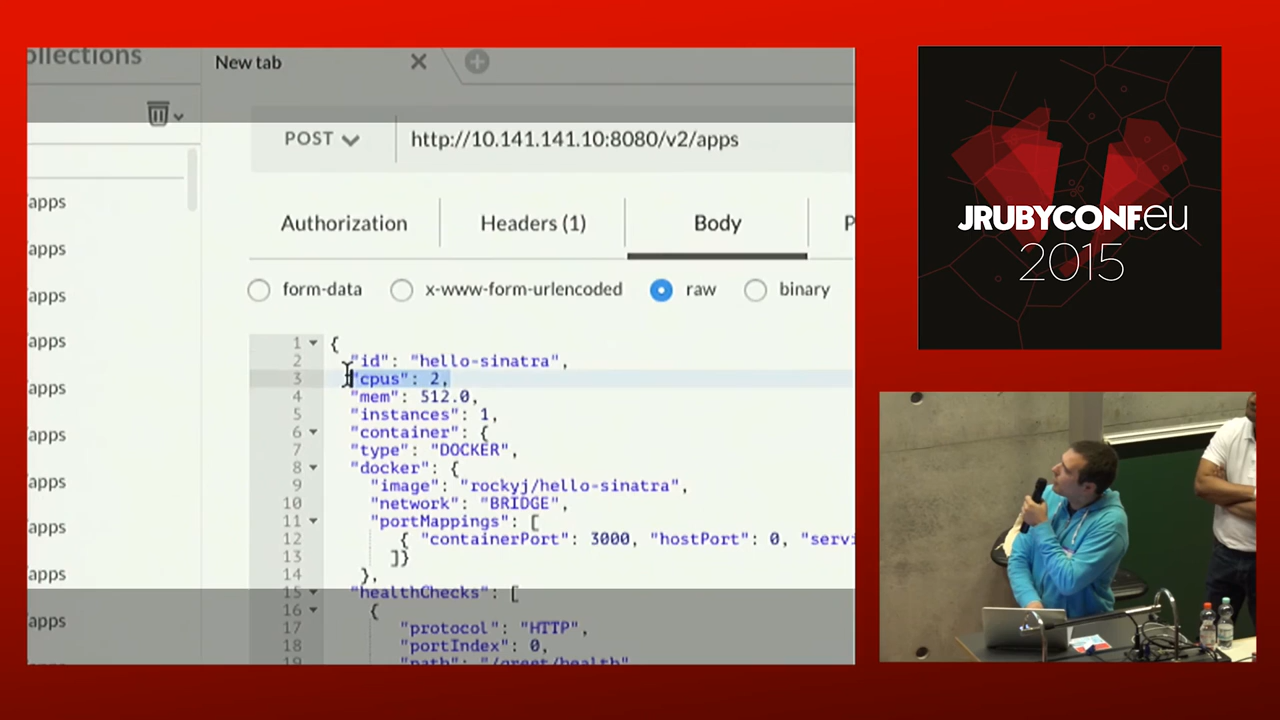 ollections
New tab
POST
http://10.141.141.10:8080/v2/apps
apps
apps
apps
apps
apps
apps
apps
apps
apps
apps
Authorization
Headers (1)
Body
P
form-data
x-www-form-urlencoded
raw
binary
1 {
2 "id": "hello-sinatra",
3 "cpus": 2,
4 "mem": 512.0,
5 "instances": 1,
6 "container": {
7 "type": "DOCKER",
8 "docker": {
9 "image": "rockyj/hello-sinatra",
10 "network": "BRIDGE",
11 "portMappings": [
12 { "containerPort": 3000, "hostPort": 0, "servi
13 ]}
14 },
15 "healthChecks": [
16 {
17 "protocol": "HTTP",
18 "portIndex": 0,
19 "path": "/greet/health"
JRUBYCONF.eu
2015